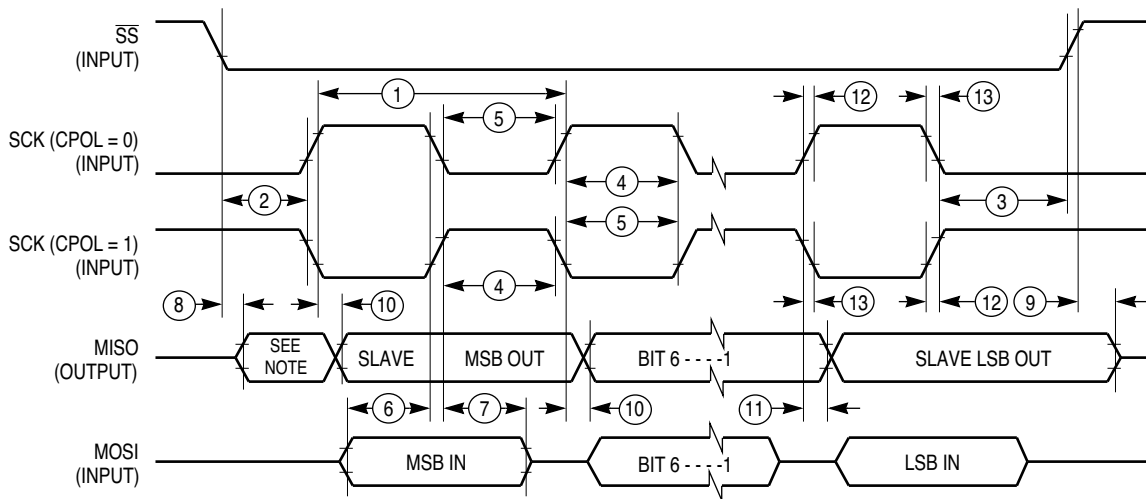 SS
(INPUT)
1
12
13
5
SCK (CPOL = 0)
(INPUT)
4
2
3
5
SCK (CPOL = 1)
(INPUT)
4
8
10
13
12
9
MISO
(OUTPUT)
SEE
NOTE
SLAVE
MSB OUT
BIT 6 - - - - 1
SLAVE LSB OUT
6
7
10
11
MOSI
(INPUT)
MSB IN
BIT 6 - - - - 1
LSB IN